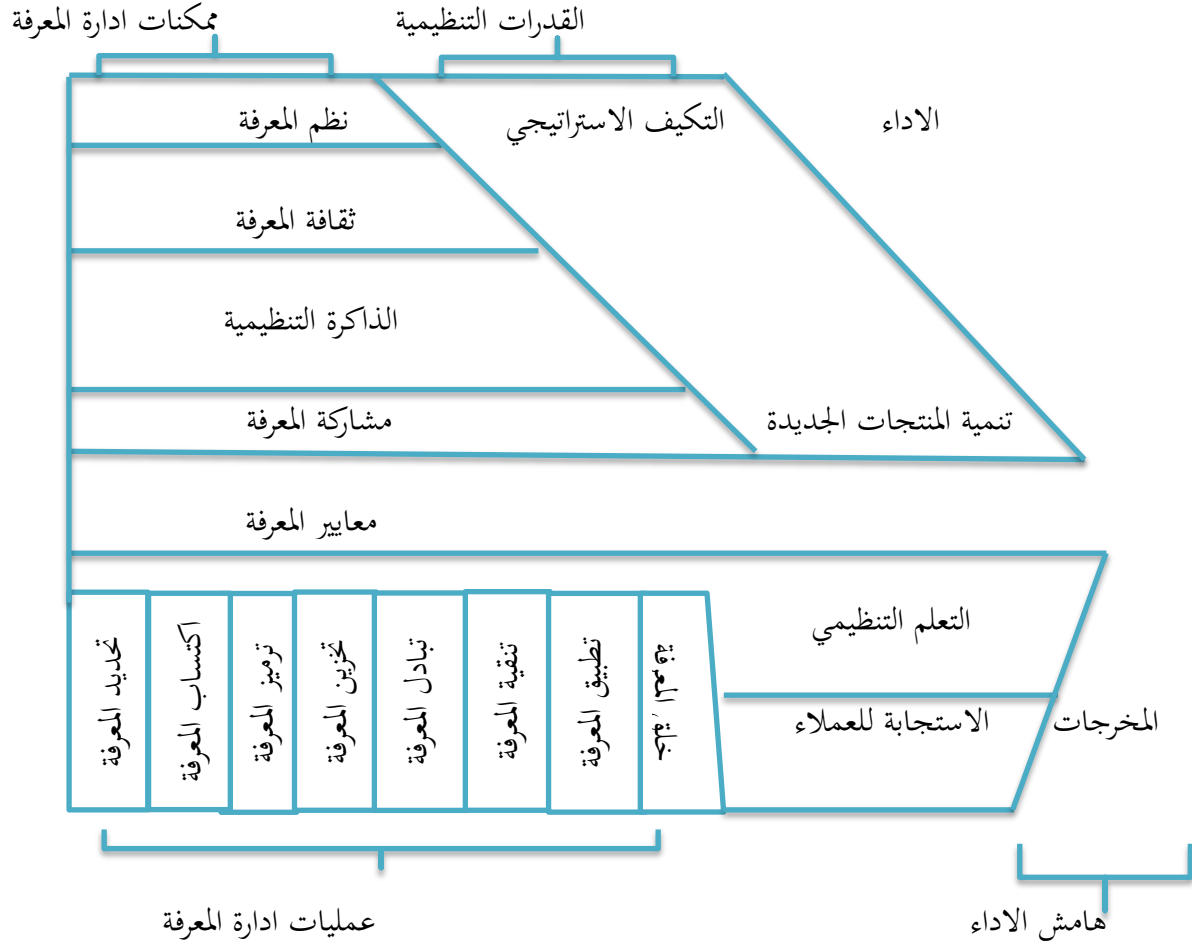 ممكنات ادارة المعرفة
القدرات التنظيمية
نظم المعرفة
التكيف الاستراتيجي
الاداء
ثقافة المعرفة
الذاكرة التنظيمية
مشاركة المعرفة
تنمية المنتجات الجديدة
معايير المعرفة
تحديد المعرفة
اكتساب المعرفة
ترميز المعرفة
تخزين المعرفة
تبادل المعرفة
تنقية المعرفة
تطبيق المعرفة
خلق المعرفة
التعلم التنظيمي
الاستجابة للعملاء
المخرجات
عمليات ادارة المعرفة
هامش الاداء